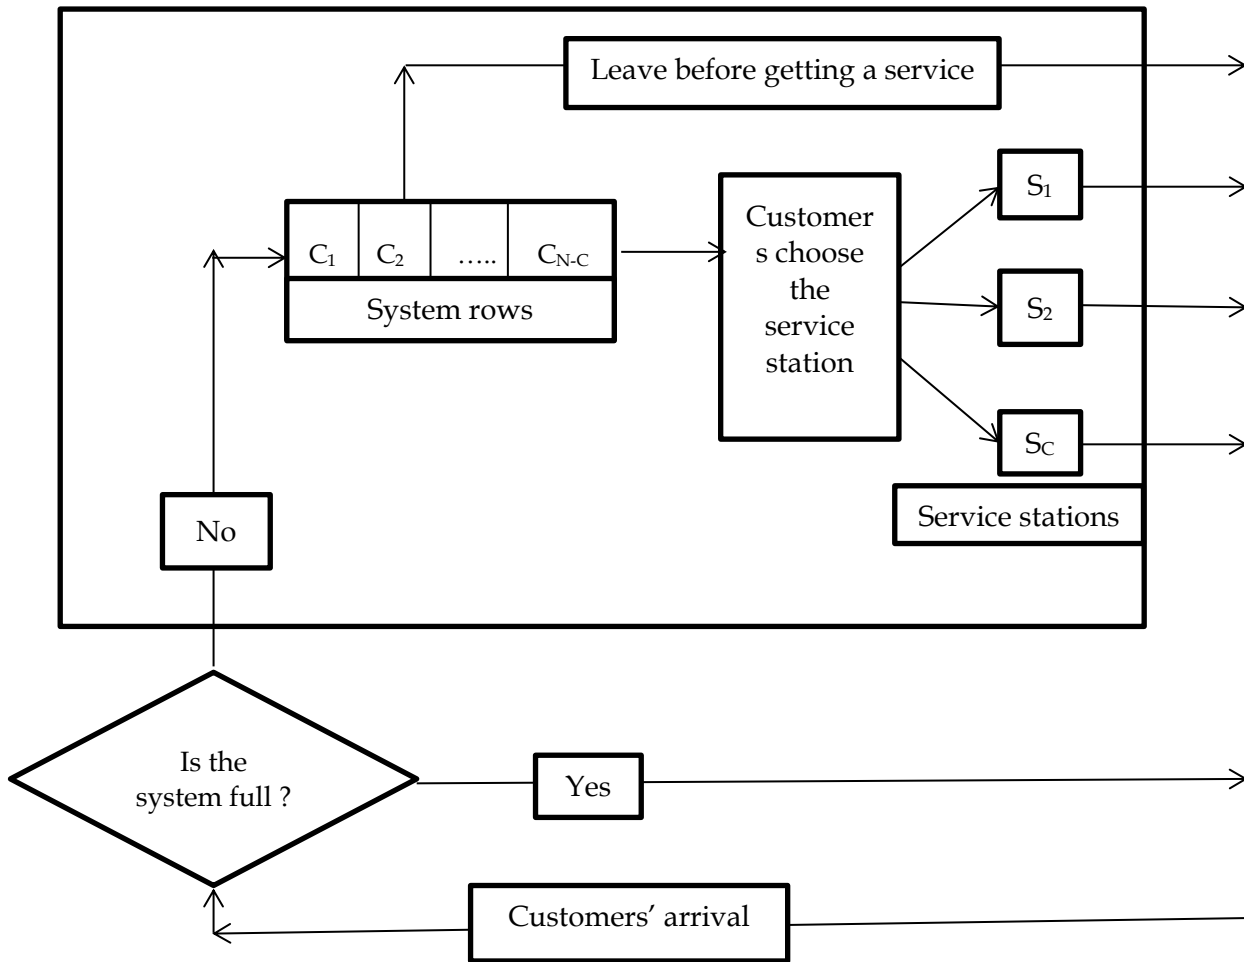 Leave before getting a service
S1
Customer
s choose
the
service
station
C1 C2 ..... CN-C
System rows
S2
SC
Service stations
No
Is the
system full ?
Yes
Customers’ arrival